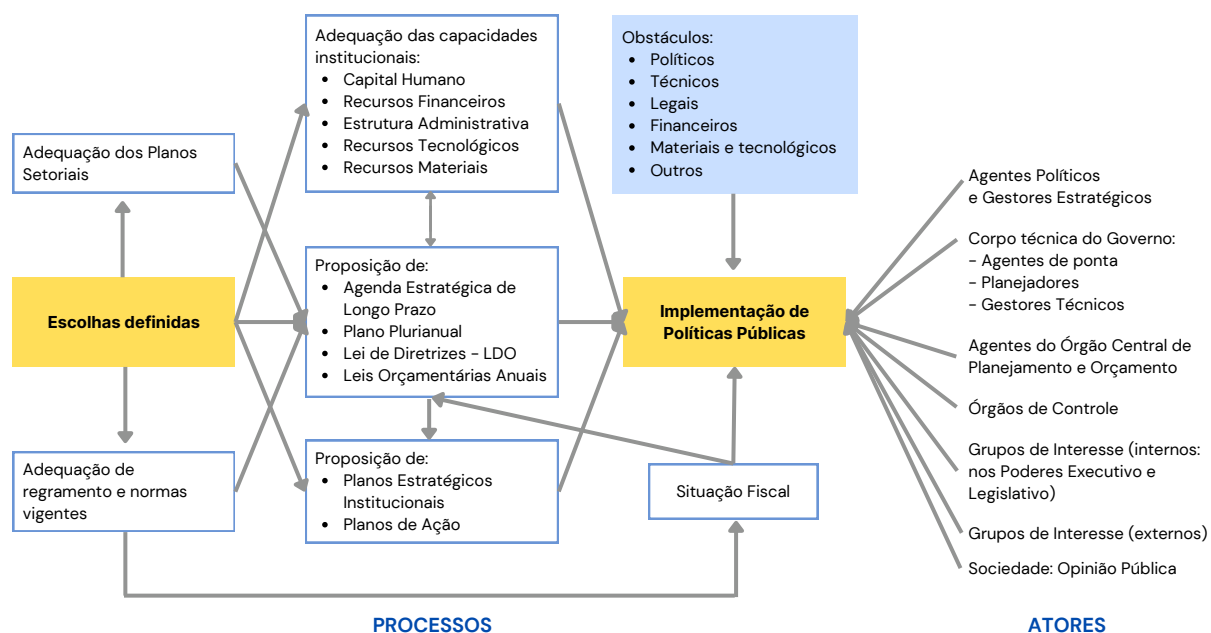 Adequação dos Planos
Setoriais
Escolhas definidas
Adequação de
regramento e normas
vigentes
Adequação das capacidades
institucionais:
• Capital Humano
• Recursos Financeiros
• Estrutura Administrativa
• Recursos Tecnológicos
• Recursos Materiais
Proposição de:
• Agenda Estratégica de
Longo Prazo
• Plano Plurianual
• Lei de Diretrizes - LDO
• Leis Orçamentárias Anuais
Proposição de:
• Planos Estratégicos
Institucionais
• Planos de Ação
Obstáculos:
• Políticos
• Técnicos
• Legais
• Financeiros
• Materiais e tecnológicos
• Outros
Implementação de
Políticas Públicas
Situação Fiscal
Agentes Políticos
e Gestores Estratégicos
Corpo técnica do Governo:
- Agentes de ponta
- Planejadores
- Gestores Técnicos
Agentes do Órgão Central de
Planejamento e Orçamento
Órgãos de Controle
Grupos de Interesse (internos:
nos Poderes Executivo e
Legislativo)
Grupos de Interesse (externos)
Sociedade: Opinião Pública
PROCESSOS
ATORES